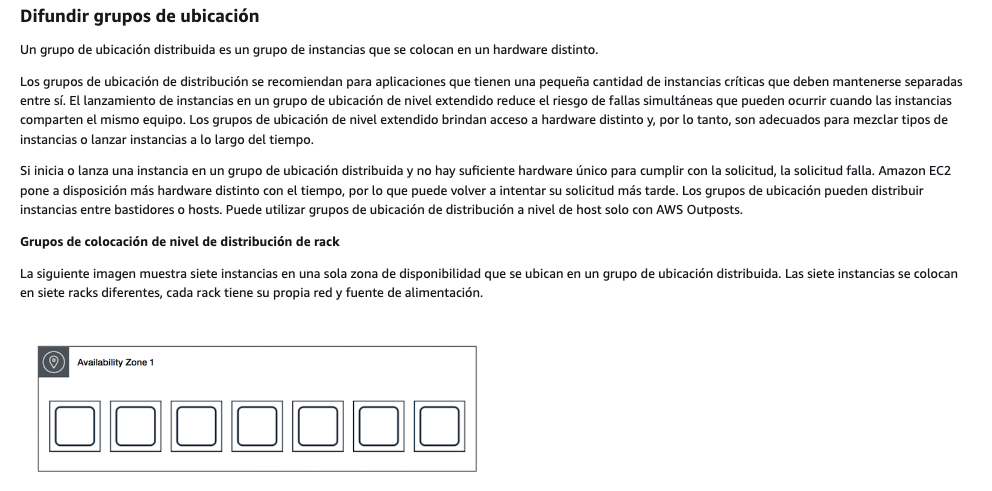 Difundir grupos de ubicación
Un grupo de ubicación distribuida es un grupo de instancias que se colocan en un hardware distinto.
Los grupos de ubicación de distribución se recomiendan para aplicaciones que tienen una pequeña cantidad de instancias críticas que deben mantenerse separadas
entre sí. El lanzamiento de instancias en un grupo de ubicación de nivel extendido reduce el riesgo de fallas simultáneas que pueden ocurrir cuando las instancias
comparten el mismo equipo. Los grupos de ubicación de nivel extendido brindan acceso a hardware distinto y, por lo tanto, son adecuados para mezclar tipos de
instancias o lanzar instancias a lo largo del tiempo.
Si inicia o lanza una instancia en un grupo de ubicación distribuida y no hay suficiente hardware único para cumplir con la solicitud, la solicitud falla. Amazon EC2
pone a disposición más hardware distinto con el tiempo, por lo que puede volver a intentar su solicitud más tarde. Los grupos de ubicación pueden distribuir
instancias entre bastidores o hosts. Puede utilizar grupos de ubicación de distribución a nivel de host solo con AWS Outposts.
Grupos de colocación de nivel de distribución de rack
La siguiente imagen muestra siete instancias en una sola zona de disponibilidad que se ubican en un grupo de ubicación distribuida. Las siete instancias se colocan
en siete racks diferentes, cada rack tiene su propia red y fuente de alimentación.
Availability Zone 1